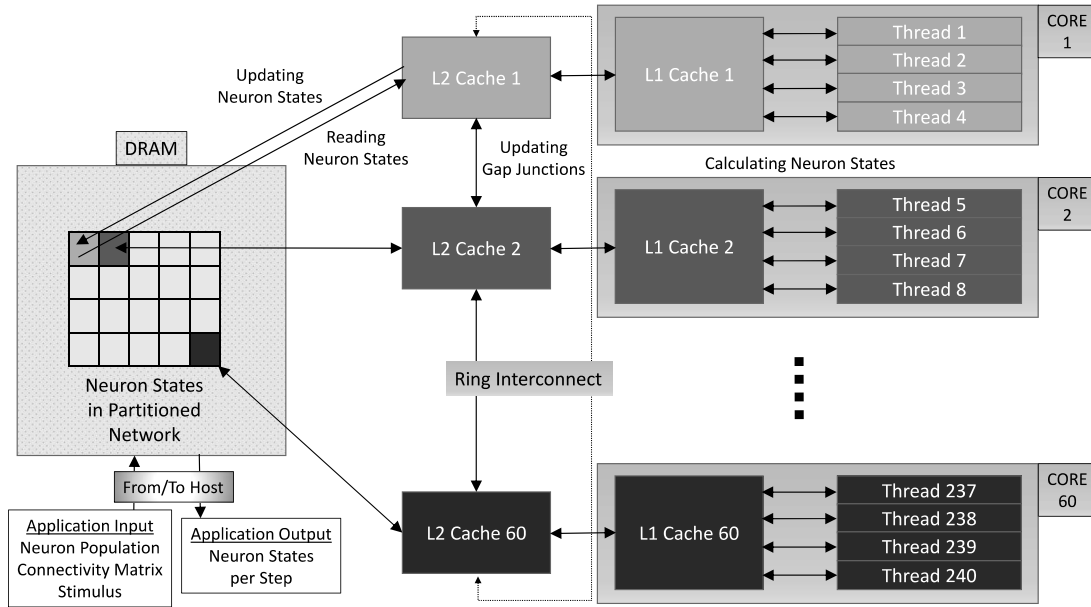 Updating
Neuron States
Reading
Neuron States
DRAM
L2 Cache 1
L1 Cache 1
Thread 1
Thread 2
Thread 3
Thread 4
CORE
1
Updating
Gap Junctions
Calculating Neuron States
L2 Cache 2
L1 Cache 2
Thread 5
Thread 6
Thread 7
Thread 8
CORE
2
Neuron States
in Partitioned
Network
Ring Interconnect
From/To Host
Application Input
Neuron Population
Connectivity Matrix
Stimulus
Application Output
Neuron States
per Step
L2 Cache 60
L1 Cache 60
Thread 237
Thread 238
Thread 239
Thread 240
CORE
60